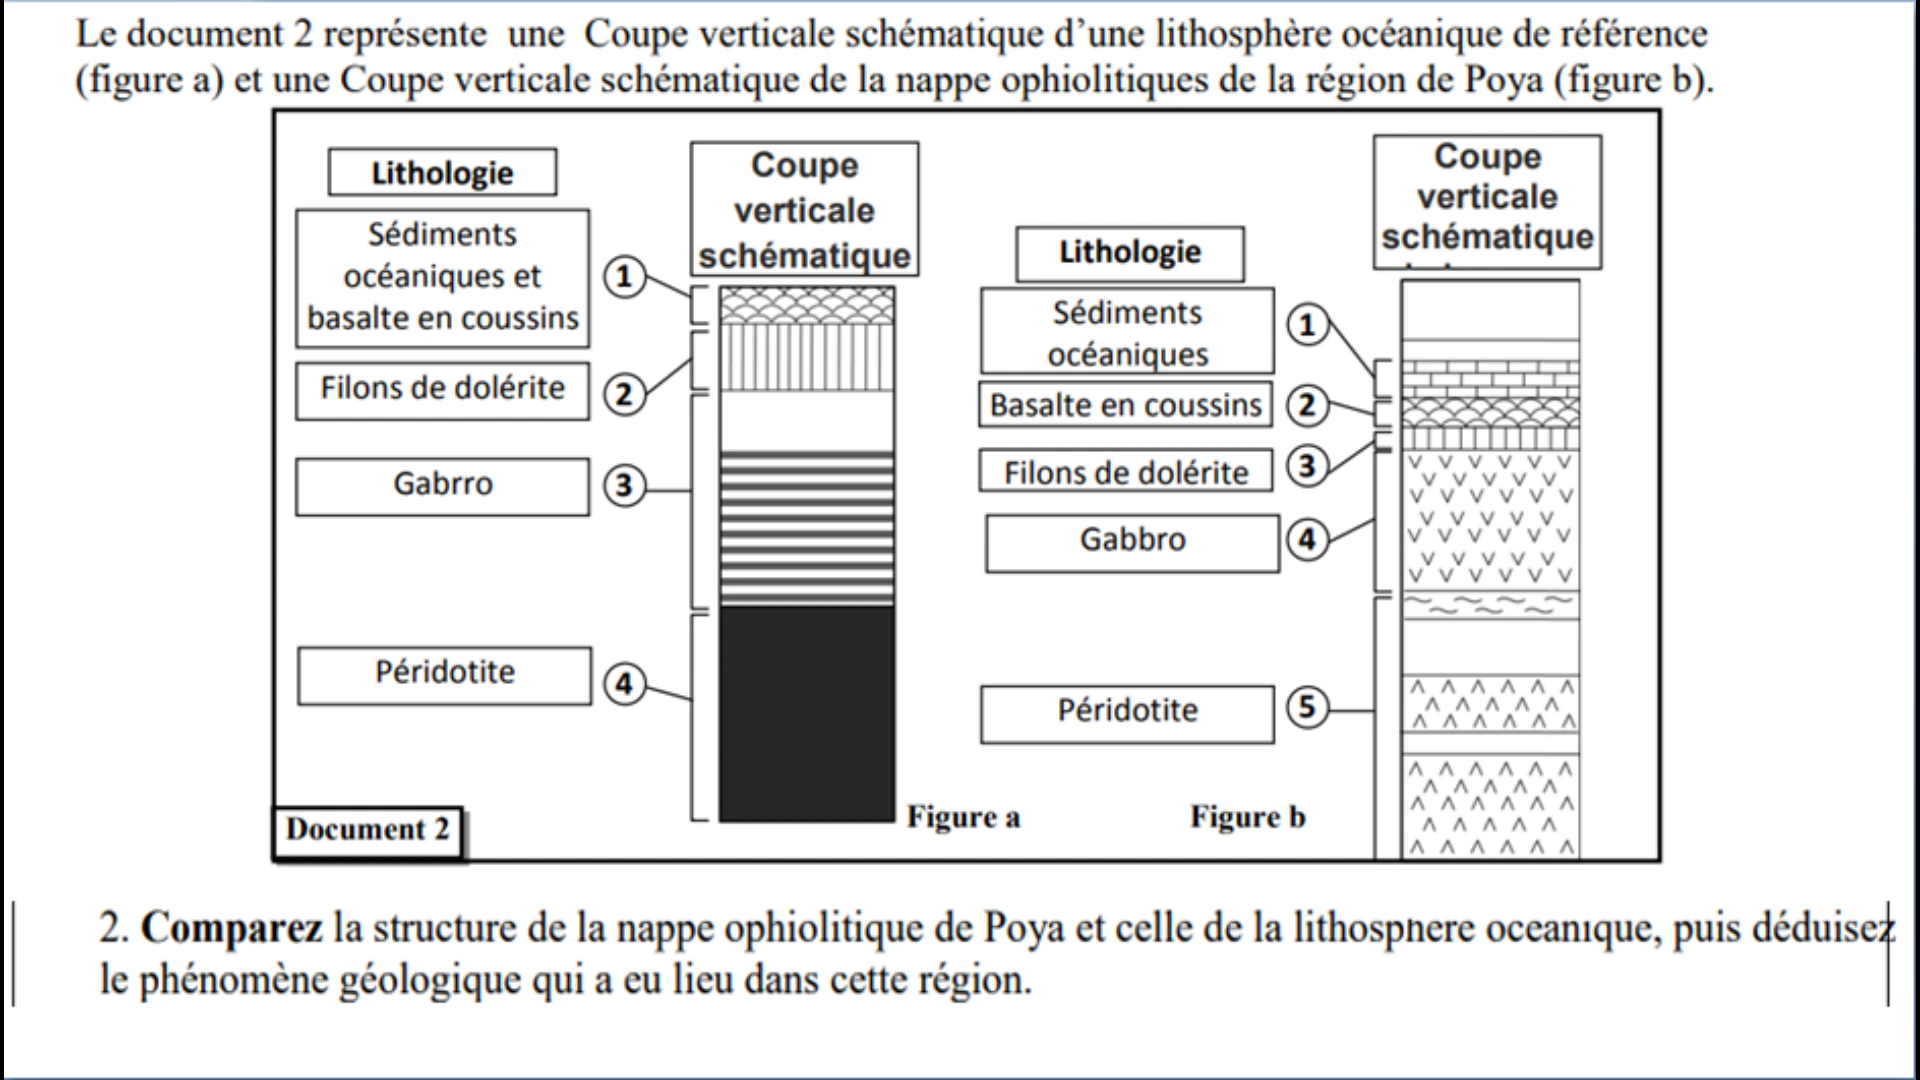 Le document 2 représente une Coupe verticale schématique d’une lithosphère océanique de référence
(figure a) et une Coupe verticale schématique de la nappe ophiolitiques de la région de Poya (figure b).
Lithologie
Coupe
verticale
schématique
Sédiments
océaniques et
basalte en coussins
1
Filons de dolérite
2
Gabrro
3
Péridotite
4
Figure a
Document 2
Coupe
verticale
schématique
Lithologie
Sédiments
océaniques
1
Basalte en coussins
2
Filons de dolérite
3
Gabbro
4
Péridotite
5
Figure b
2. Comparez la structure de la nappe ophiolitique de Poya et celle de la lithosphere oceanique, puis déduisez
le phénomène géologique qui a eu lieu dans cette région.